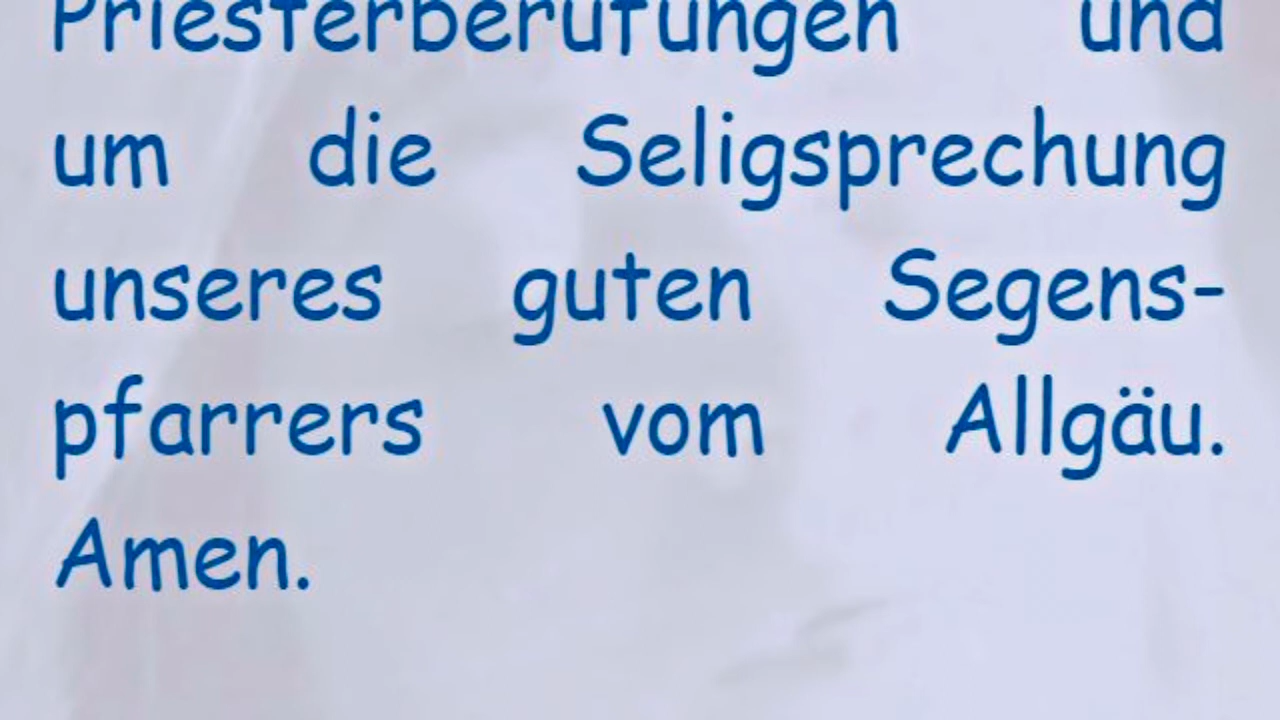 Priesterberufungen und
um die Seligsprechung
unseres guten Segens-
pfarrers vom Allgäu.
Amen.